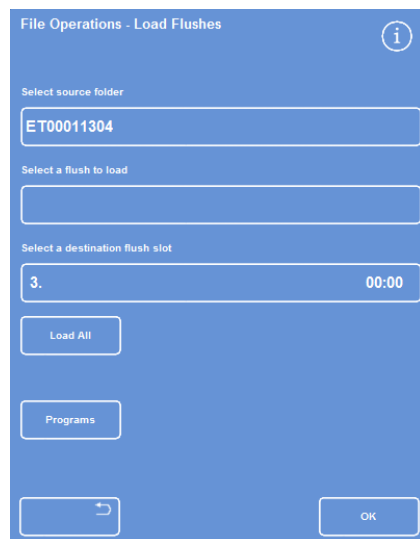 File Operations - Load Flushes
i
Select source folder
ET00011304
Select a flush to load
Select a destination flush slot
3. 00:00
Load All
Programs
OK